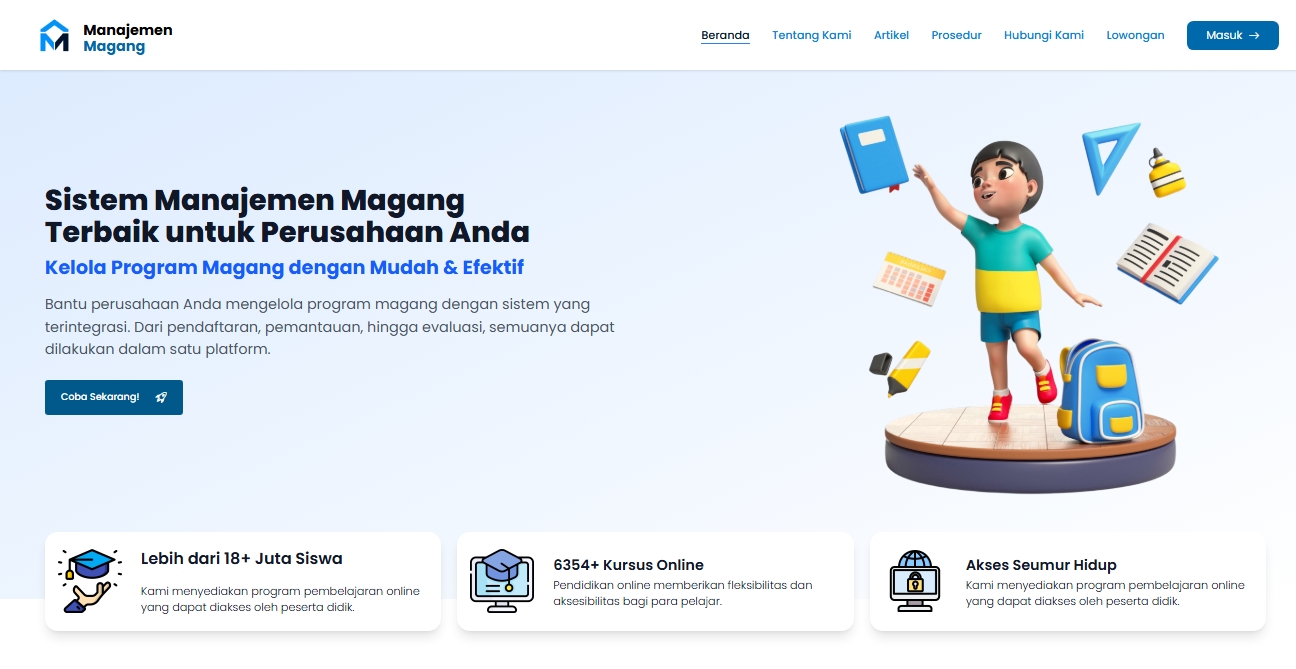 Manajemen
Magang
Beranda
Tentang Kami
Artikel
Prosedur
Hubungi Kami
Lowongan
Masuk →
Sistem Manajemen Magang
Terbaik untuk Perusahaan Anda
Kelola Program Magang dengan Mudah & Efektif
Bantu perusahaan Anda mengelola program magang dengan sistem yang
terintegrasi. Dari pendaftaran, pemantauan, hingga evaluasi, semuanya dapat
dilakukan dalam satu platform.
Coba Sekarang!
Lebih dari 18+ Juta Siswa
Kami menyediakan program pembelajaran online
yang dapat diakses oleh peserta didik.
6354+ Kursus Online
Pendidikan online memberikan fleksibilitas dan
aksesibilitas bagi para pelajar.
Akses Seumur Hidup
Kami menyediakan program pembelajaran online
yang dapat diakses oleh peserta didik.